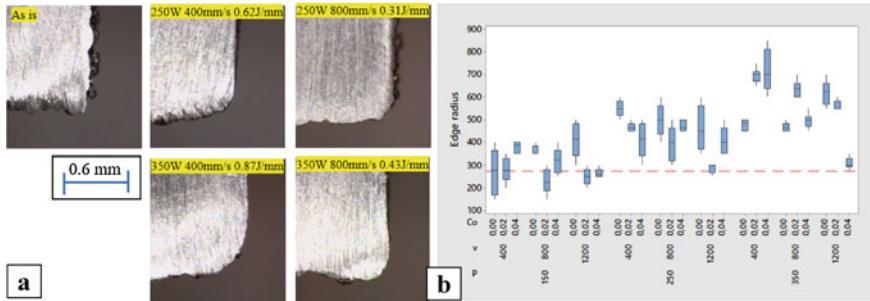 As is
250W 400mm/s 0.62J/mm
250W 800mm/s 0.31J/mm
0.6 mm
350W 400mm/s 0.87J/mm
350W 800mm/s 0.43J/mm
a
Edge radius
900
800
700
600
500
400
300
200
100
Co 0,00 0,02 0,04 0,00 0,02 0,04 0,00 0,02 0,04 0,00 0,02 0,04 0,00 0,02 0,04 0,00 0,02 0,04 0,00 0,02 0,04 0,00 0,02 0,04 0,00 0,02 0,04
v 400 800 1200 400 800 1200 400 800 1200
P 150 250 350
b